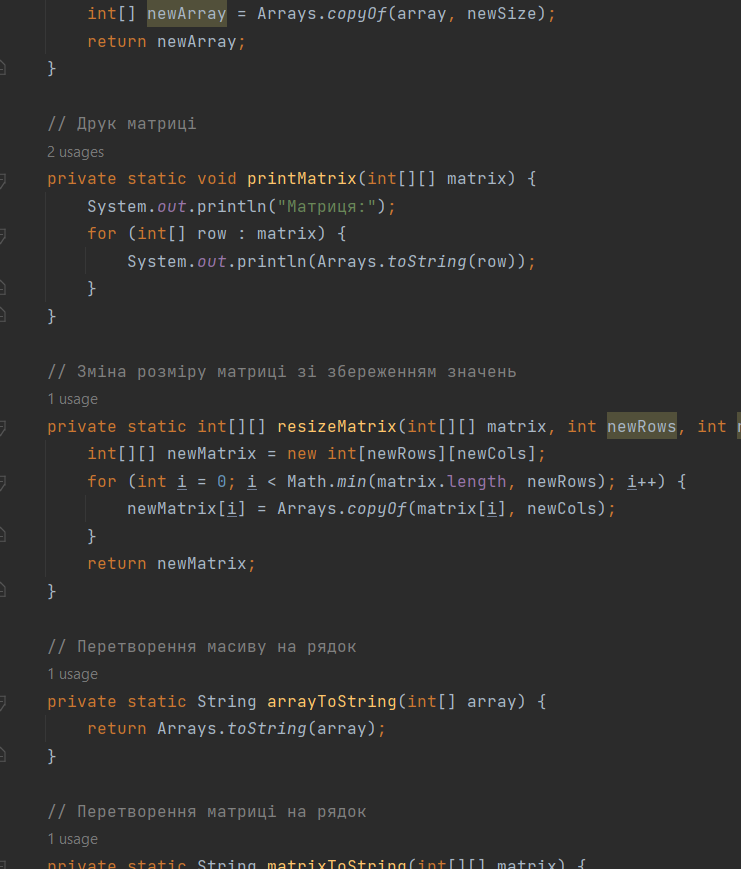 int[] newArray = Arrays.copyOf(array, newSize);
return newArray;
}
// Друк матриці
2 usages
private static void printMatrix(int[][] matrix) {
System.out.println("Матриця:");
for (int[] row : matrix) {
System.out.println(Arrays.toString(row));
}
}
// Зміна розміру матриці зі збереженням значень
1 usage
private static int[][] resizeMatrix(int[][] matrix, int newRows, int
int[][] newMatrix = new int[newRows][newCols];
for (int i = 0; i < Math.min(matrix.length, newRows); i++) {
newMatrix[i] = Arrays.copyOf(matrix[i], newCols);
}
return newMatrix;
}
// Перетворення масиву на рядок
1 usage
private static String arrayToString(int[] array) {
return Arrays.toString(array);
}
// Перетворення матриці на рядок
1 usage
private static String matrixToString(int[][] matrix) {